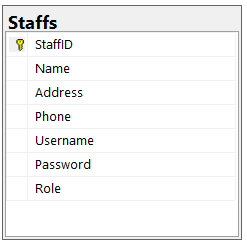 Staffs
StaffID
Name
Address
Phone
Username
Password
Role